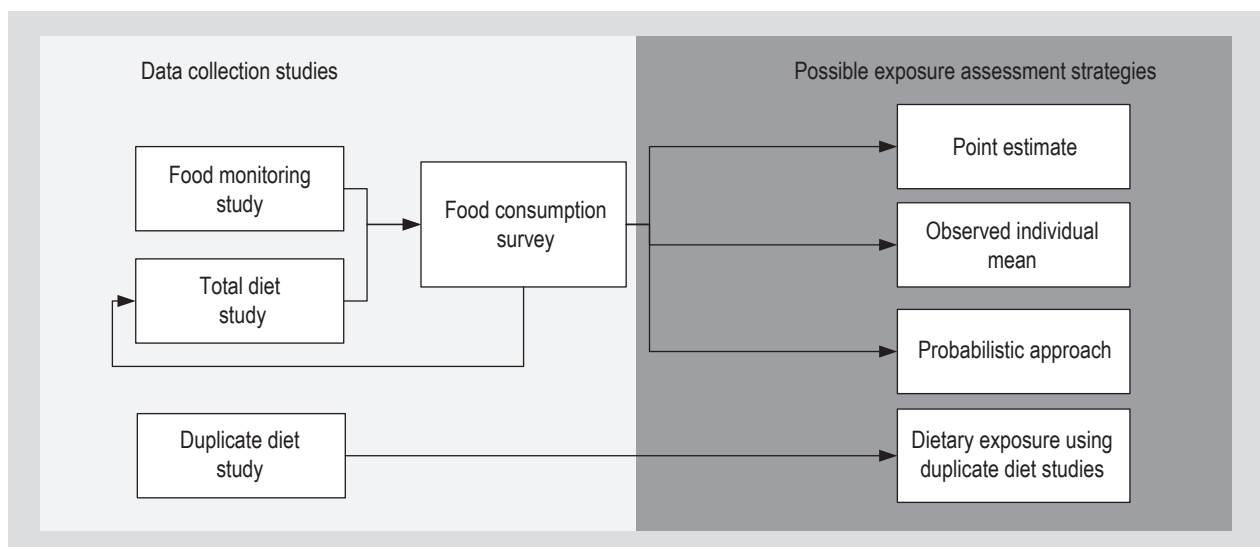 Data collection studies
Possible exposure assessment strategies
Food monitoring
study
Food consumption
survey
Total diet
study
Duplicate diet
study
Point estimate
Observed individual
mean
Probabilistic approach
Dietary exposure using
duplicate diet studies